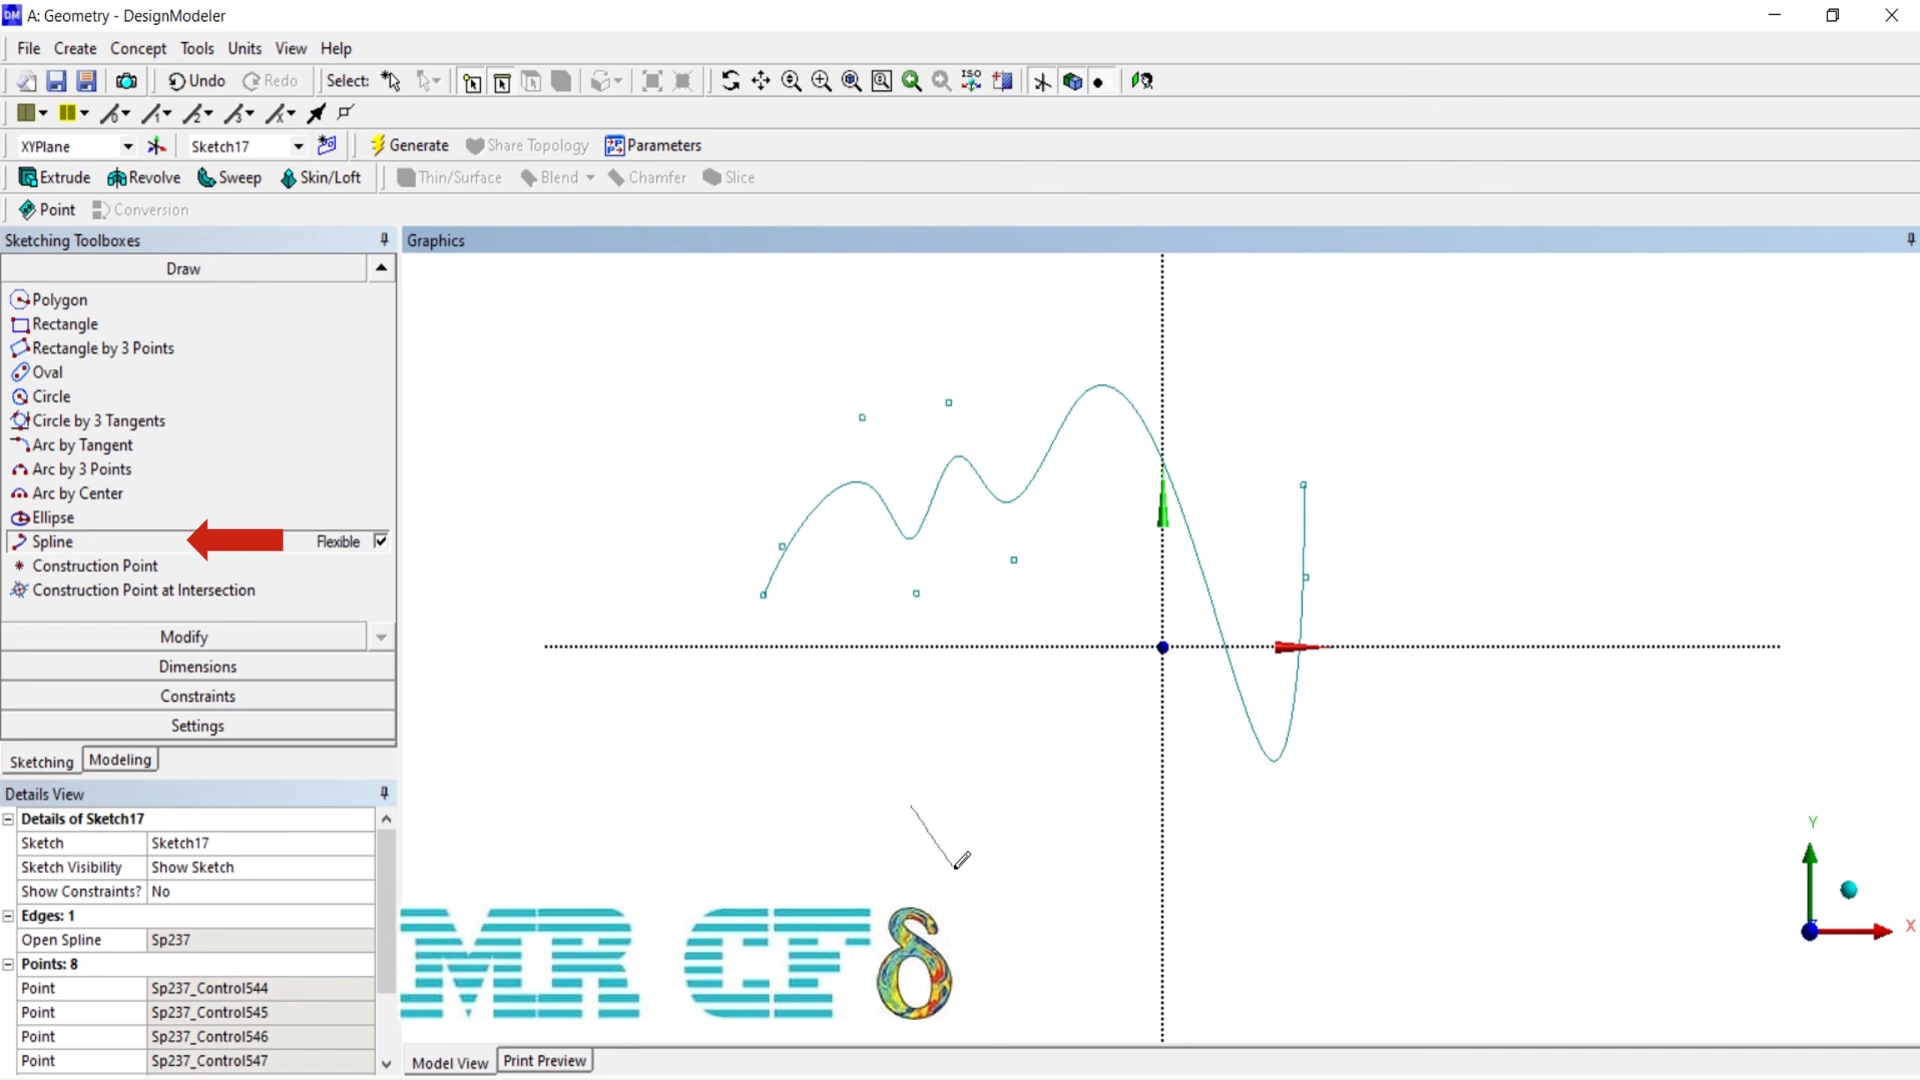 A: Geometry - DesignModeler
File Create Concept Tools Units View Help
Undo Redo Select: ISO
XYPlane Sketch17 Generate Share Topology Parameters
Extrude Revolve Sweep Skin/Loft Thin/Surface Blend Chamfer Slice
Point Conversion
Sketching Toolboxes
Graphics
Draw
Polygon
Rectangle
Rectangle by 3 Points
Oval
Circle
Circle by 3 Tangents
Arc by Tangent
Arc by 3 Points
Arc by Center
Ellipse
Spline Flexible
Construction Point
Construction Point at Intersection
Modify
Dimensions
Constraints
Settings
Sketching Modeling
Details View
Details of Sketch17
Sketch Sketch17
Sketch Visibility Show Sketch
Show Constraints? No
Edges: 1
Open Spline Sp237
Points: 8
Point Sp237_Control544
Point Sp237_Control545
Point Sp237_Control546
Point Sp237_Control547
Y
X
MR CFδ
Model View Print Preview